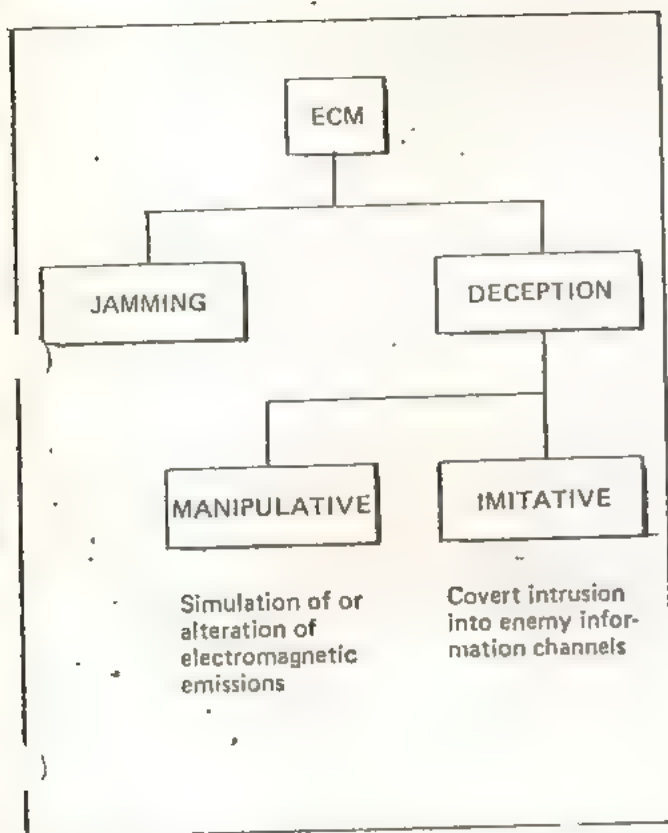 ECM
JAMMING
DECEPTION
MANIPULATIVE
IMITATIVE
Simulation of or
alteration of
electromagnetic
emissions
Covert intrusion
into enemy infor-
mation channels